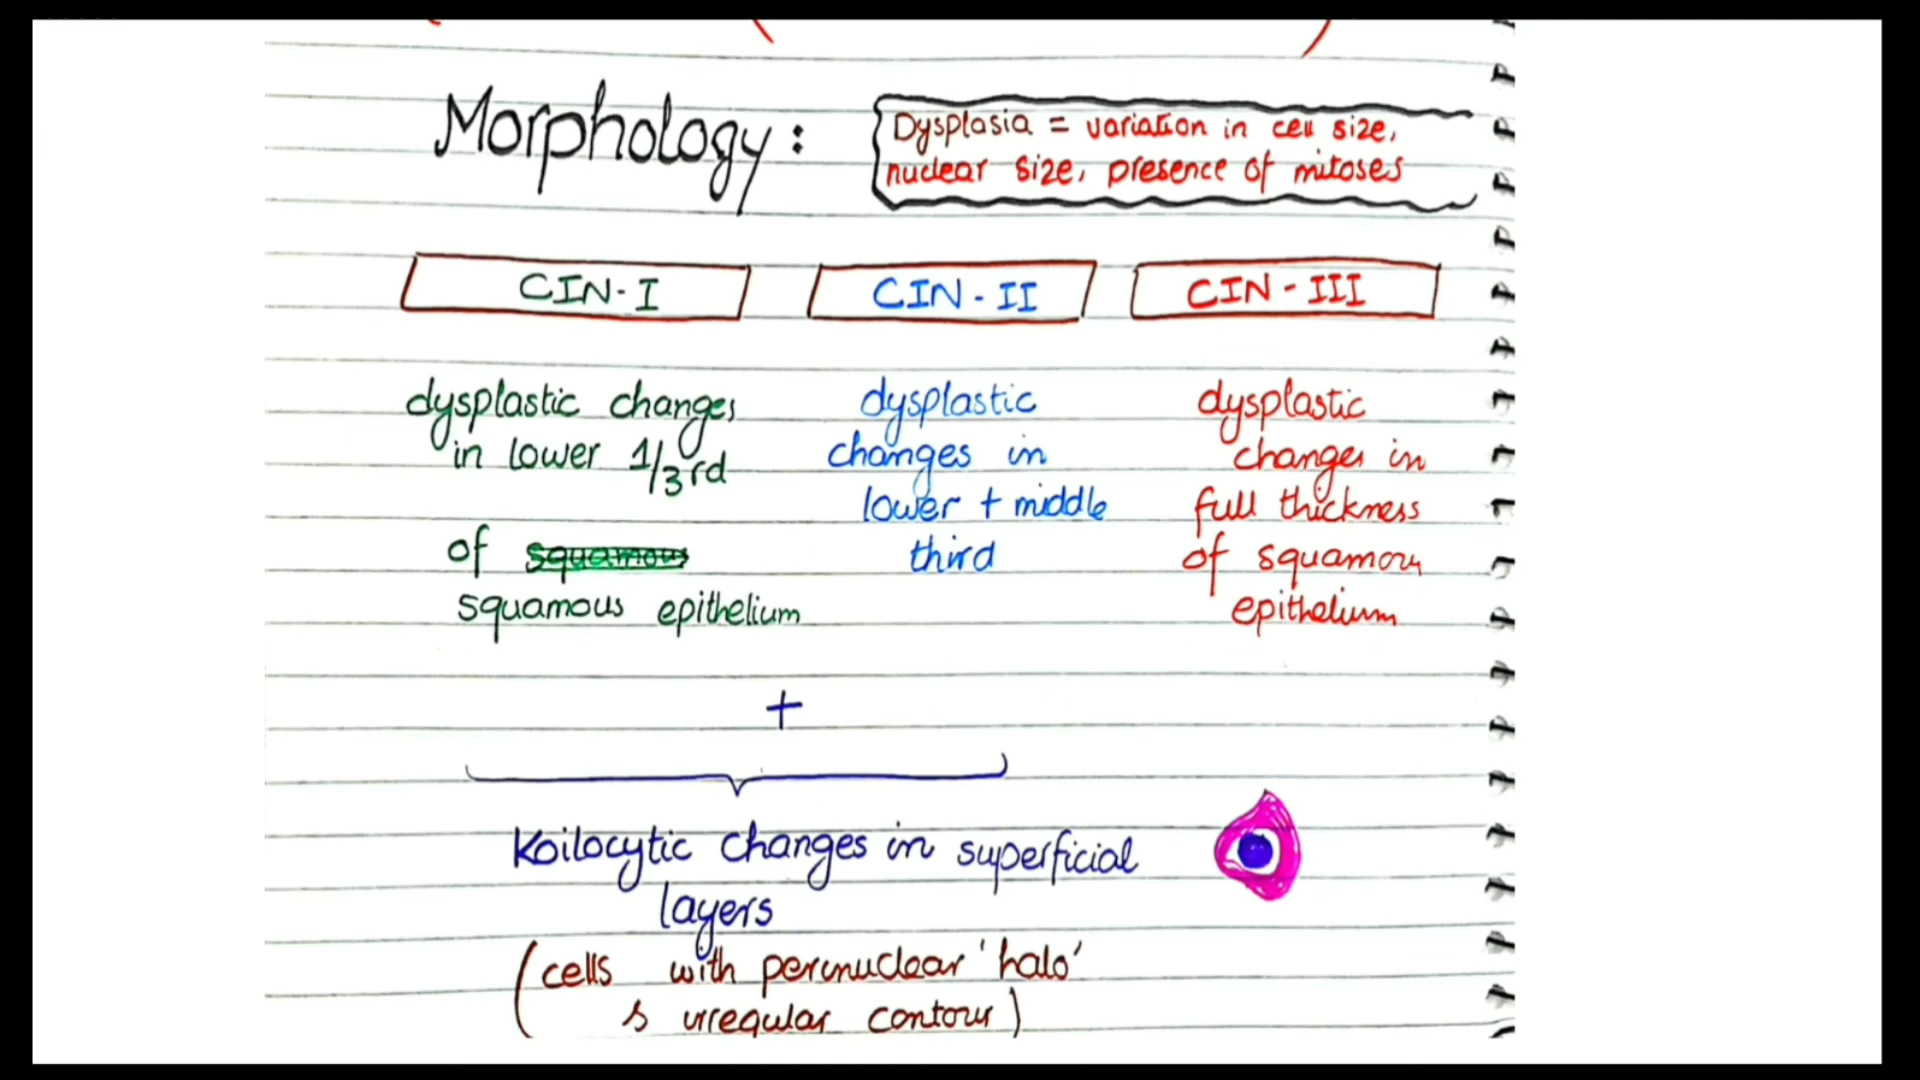 Morphology :
Dysplasia = variation in cell size,
nuclear size, presence of mitoses
CIN-I
CIN-II
CIN-III
dysplastic changes
in lower 1/3rd
of squamous
squamous epithelium
dysplastic
changes in
lower + middle
third
dysplastic
changes in
full thickness
of squamous
epithelium
+
Koilocytic changes in superficial
layers
(cells with perinuclear 'halo'
& irregular contour)